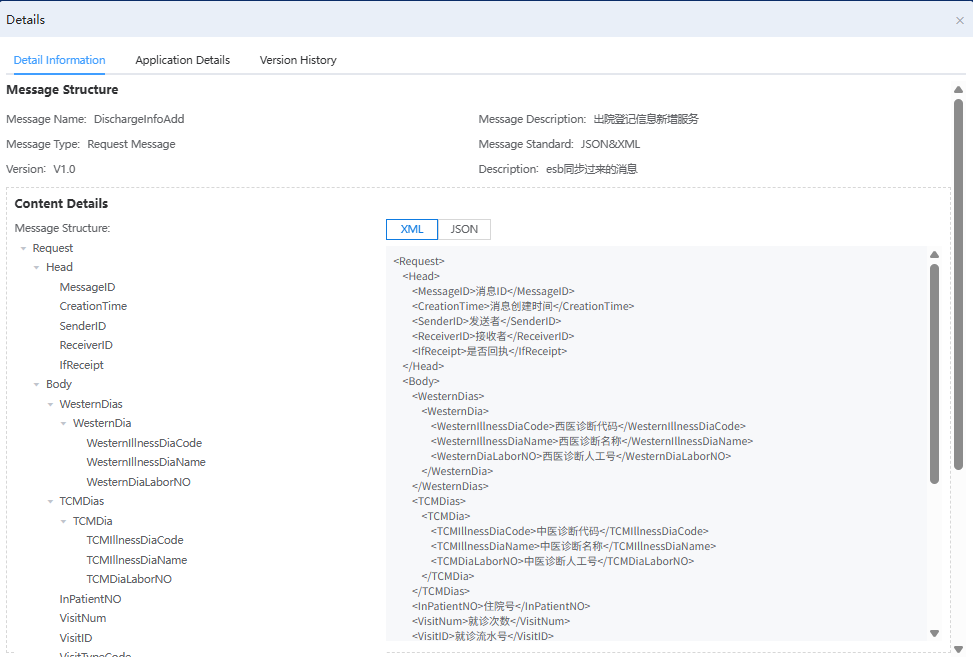 Details
Detail Information
Application Details
Version History
Message Structure
Message Name: DischargeInfoAdd
Message Description: 出院登记信息新增服务
Message Type: Request Message
Message Standard: JSON&XML
Version: V1.0
Description: esb同步过来的消息
Content Details
Message Structure:
Request
Head
MessageID
CreationTime
SenderID
ReceiverID
IfReceipt
Body
WesternDias
WesternDia
WesternIllnessDiaCode
WesternIllnessDiaName
WesternDiaLaborNO
TCMDias
TCMDia
TCMIllnessDiaCode
TCMIllnessDiaName
TCMDiaLaborNO
InPatientNO
VisitNum
VisitID
VisitTypeCode
XML
JSON
<Request>
<Head>
<MessageID>消息ID</MessageID>
<CreationTime>消息创建时间</CreationTime>
<SenderID>发送者</SenderID>
<ReceiverID>接收者</ReceiverID>
<IfReceipt>是否回执</IfReceipt>
</Head>
<Body>
<WesternDias>
<WesternDia>
<WesternIllnessDiaCode>西医诊断代码</WesternIllnessDiaCode>
<WesternIllnessDiaName>西医诊断名称</WesternIllnessDiaName>
<WesternDiaLaborNO>西医诊断人工号</WesternDiaLaborNO>
</WesternDia>
</WesternDias>
<TCMDias>
<TCMDia>
<TCMIllnessDiaCode>中医诊断代码</TCMIllnessDiaCode>
<TCMIllnessDiaName>中医诊断名称</TCMIllnessDiaName>
<TCMDiaLaborNO>中医诊断人工号</TCMDiaLaborNO>
</TCMDia>
</TCMDias>
<InPatientNO>住院号</InPatientNO>
<VisitNum>就诊次数</VisitNum>
<VisitID>就诊流水号</VisitID>